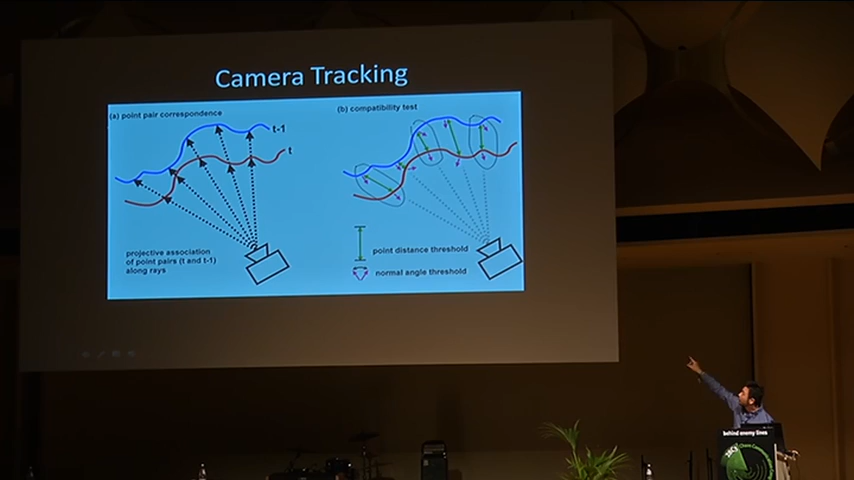 Camera Tracking
(a) point pair correspondence
t-1
t
projective association
of point pairs (t and t-1)
along rays
(b) compatibility test
point distance threshold
normal angle threshold
behind enemy lines